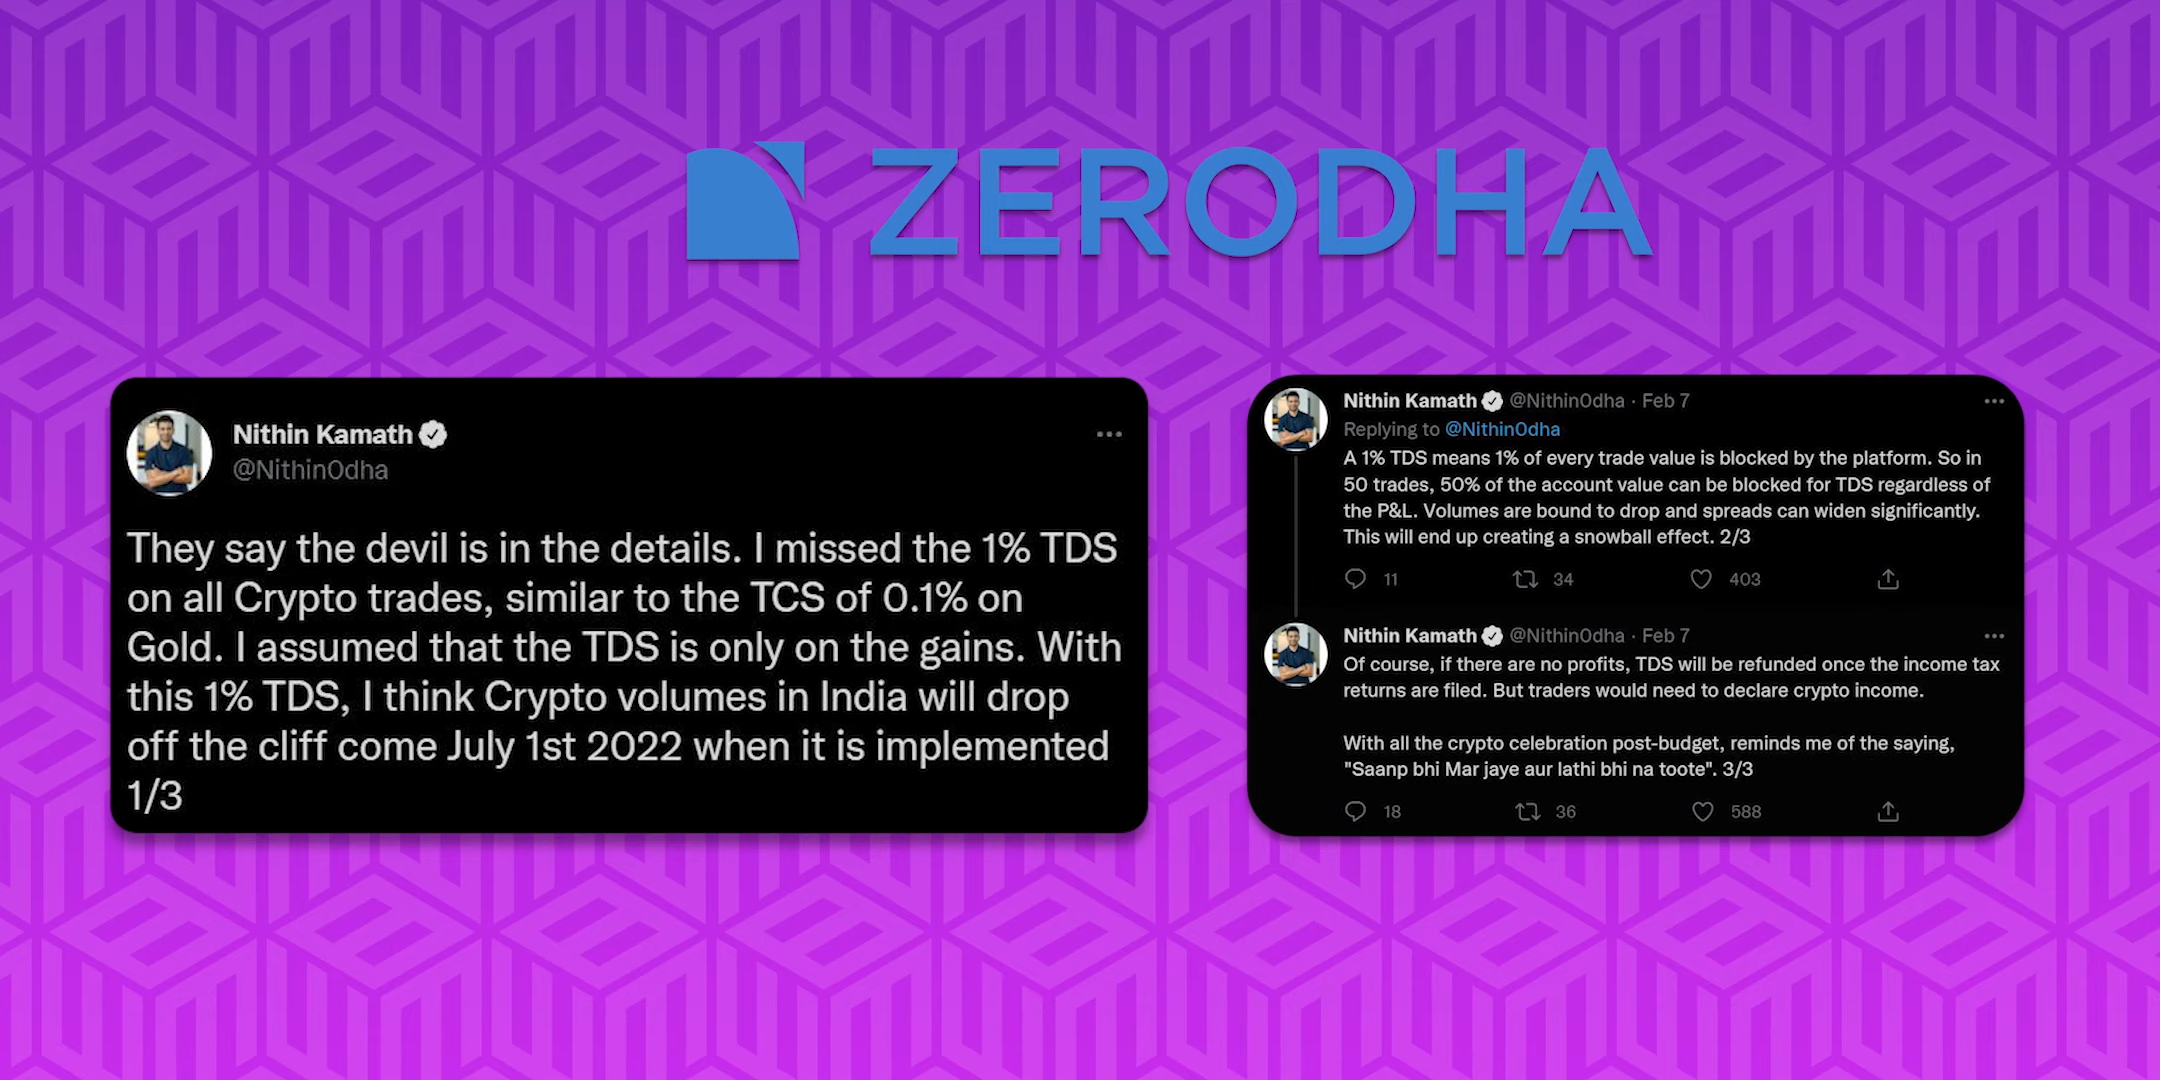 ZERODHA
Nithin Kamath
@Nithin0dha
They say the devil is in the details. I missed the 1% TDS
on all Crypto trades, similar to the TCS of 0.1% on
Gold. I assumed that the TDS is only on the gains. With
this 1% TDS, I think Crypto volumes in India will drop
off the cliff come July 1st 2022 when it is implemented
1/3
Nithin Kamath @Nithin0dha · Feb 7
Replying to @Nithin0dha
A 1% TDS means 1% of every trade value is blocked by the platform. So in
50 trades, 50% of the account value can be blocked for TDS regardless of
the P&L. Volumes are bound to drop and spreads can widen significantly.
This will end up creating a snowball effect. 2/3
11 34 403
Nithin Kamath @Nithin0dha · Feb 7
Of course, if there are no profits, TDS will be refunded once the income tax
returns are filed. But traders would need to declare crypto income.
With all the crypto celebration post-budget, reminds me of the saying,
"Saanp bhi Mar jaye aur lathi bhi na toote". 3/3
18 36 588